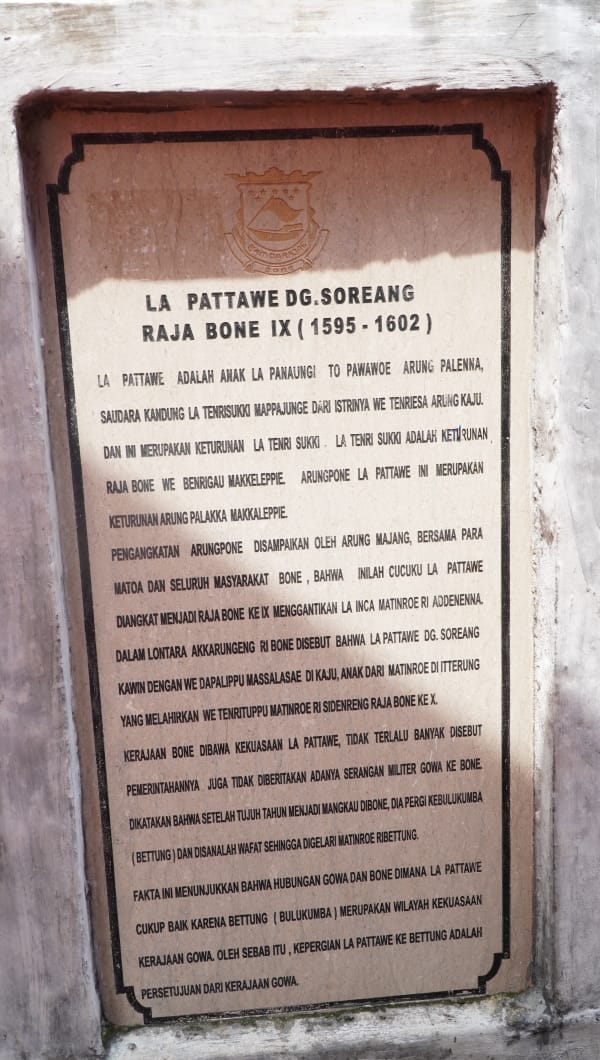 SUMANGE TEALARA
BONE
LA PATTAWE DG.SOREANG
RAJA BONE IX ( 1595 - 1602 )
LA PATTAWE ADALAH ANAK LA PANAUNGI TO PAWAWOE ARUNG PALENNA,
SAUDARA KANDUNG LA TENRISUKKI MAPPAJUNGE DARI ISTRINYA WE TENRIESA ARUNG KAJU.
DAN INI MERUPAKAN KETURUNAN LA TENRI SUKKI . LA TENRI SUKKI ADALAH KETURUNAN
RAJA BONE WE BENRIGAU MAKKELEPPIE. ARUNGPONE LA PATTAWE INI MERUPAKAN
KETURUNAN ARUNG PALAKKA MAKKALEPPIE.
PENGANGKATAN ARUNGPONE DISAMPAIKAN OLEH ARUNG MAJANG, BERSAMA PARA
MATOA DAN SELURUH MASYARAKAT BONE , BAHWA INILAH CUCUKU LA PATTAWE
DIANGKAT MENJADI RAJA BONE KE IX MENGGANTIKAN LA INCA MATINROE RI ADDENENNA.
DALAM LONTARA AKKARUNGENG RI BONE DISEBUT BAHWA LA PATTAWE DG. SOREANG
KAWIN DENGAN WE DAPALIPPU MASSALASAE DI KAJU, ANAK DARI MATINROE DI ITTERUNG
YANG MELAHIRKAN WE TENRITUPPU MATINROE RI SIDENRENG RAJA BONE KE X.
KERAJAAN BONE DIBAWA KEKUASAAN LA PATTAWE, TIDAK TERLALU BANYAK DISEBUT
PEMERINTAHANNYA JUGA TIDAK DIBERITAKAN ADANYA SERANGAN MILITER GOWA KE BONE.
DIKATAKAN BAHWA SETELAH TUJUH TAHUN MENJADI MANGKAU DIBONE, DIA PERGI KEBULUKUMBA
( BETTUNG ) DAN DISANALAH WAFAT SEHINGGA DIGELARI MATINROE RIBETTUNG.
FAKTA INI MENUNJUKKAN BAHWA HUBUNGAN GOWA DAN BONE DIMANA LA PATTAWE
CUKUP BAIK KARENA BETTUNG ( BULUKUMBA ) MERUPAKAN WILAYAH KEKUASAAN
KERAJAAN GOWA. OLEH SEBAB ITU , KEPERGIAN LA PATTAWE KE BETTUNG ADALAH
PERSETUJUAN DARI KERAJAAN GOWA.